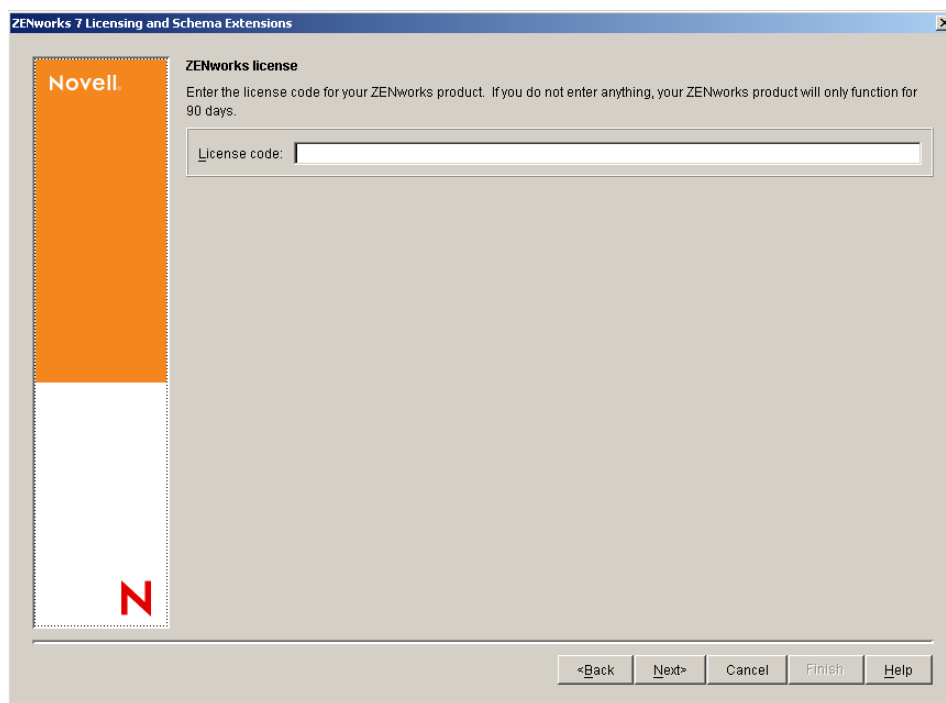 ZENworks 7 Licensing and Schema Extensions
Novell.
ZENworks license
Enter the license code for your ZENworks product. If you do not enter anything, your ZENworks product will only function for
90 days.
License code:
N
<Back Next> Cancel Finish Help